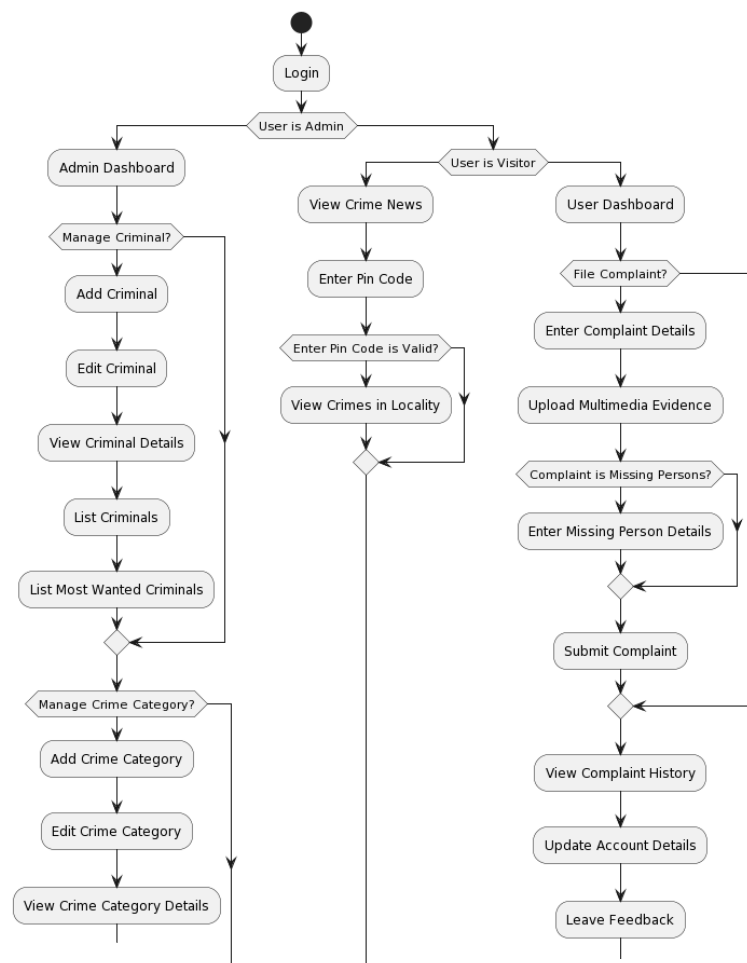 Login
User is Admin
Admin Dashboard
Manage Criminal?
Add Criminal
Edit Criminal
View Criminal Details
List Criminals
List Most Wanted Criminals
Manage Crime Category?
Add Crime Category
Edit Crime Category
View Crime Category Details
User is Visitor
View Crime News
Enter Pin Code
Enter Pin Code is Valid?
View Crimes in Locality
User Dashboard
File Complaint?
Enter Complaint Details
Upload Multimedia Evidence
Complaint is Missing Persons?
Enter Missing Person Details
Submit Complaint
View Complaint History
Update Account Details
Leave Feedback